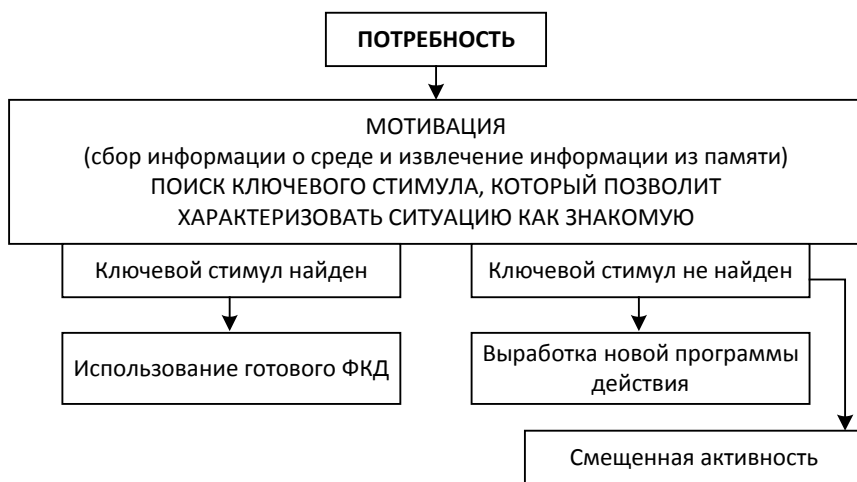 ПОТРЕБНОСТЬ
МОТИВАЦИЯ
(сбор информации о среде и извлечение информации из памяти)
ПОИСК КЛЮЧЕВОГО СТИМУЛА, КОТОРЫЙ ПОЗВОЛИТ
ХАРАКТЕРИЗОВАТЬ СИТУАЦИЮ КАК ЗНАКОМУЮ
Ключевой стимул найден
Ключевой стимул не найден
Использование готового ФКД
Выработка новой программы
действия
Смещенная активность